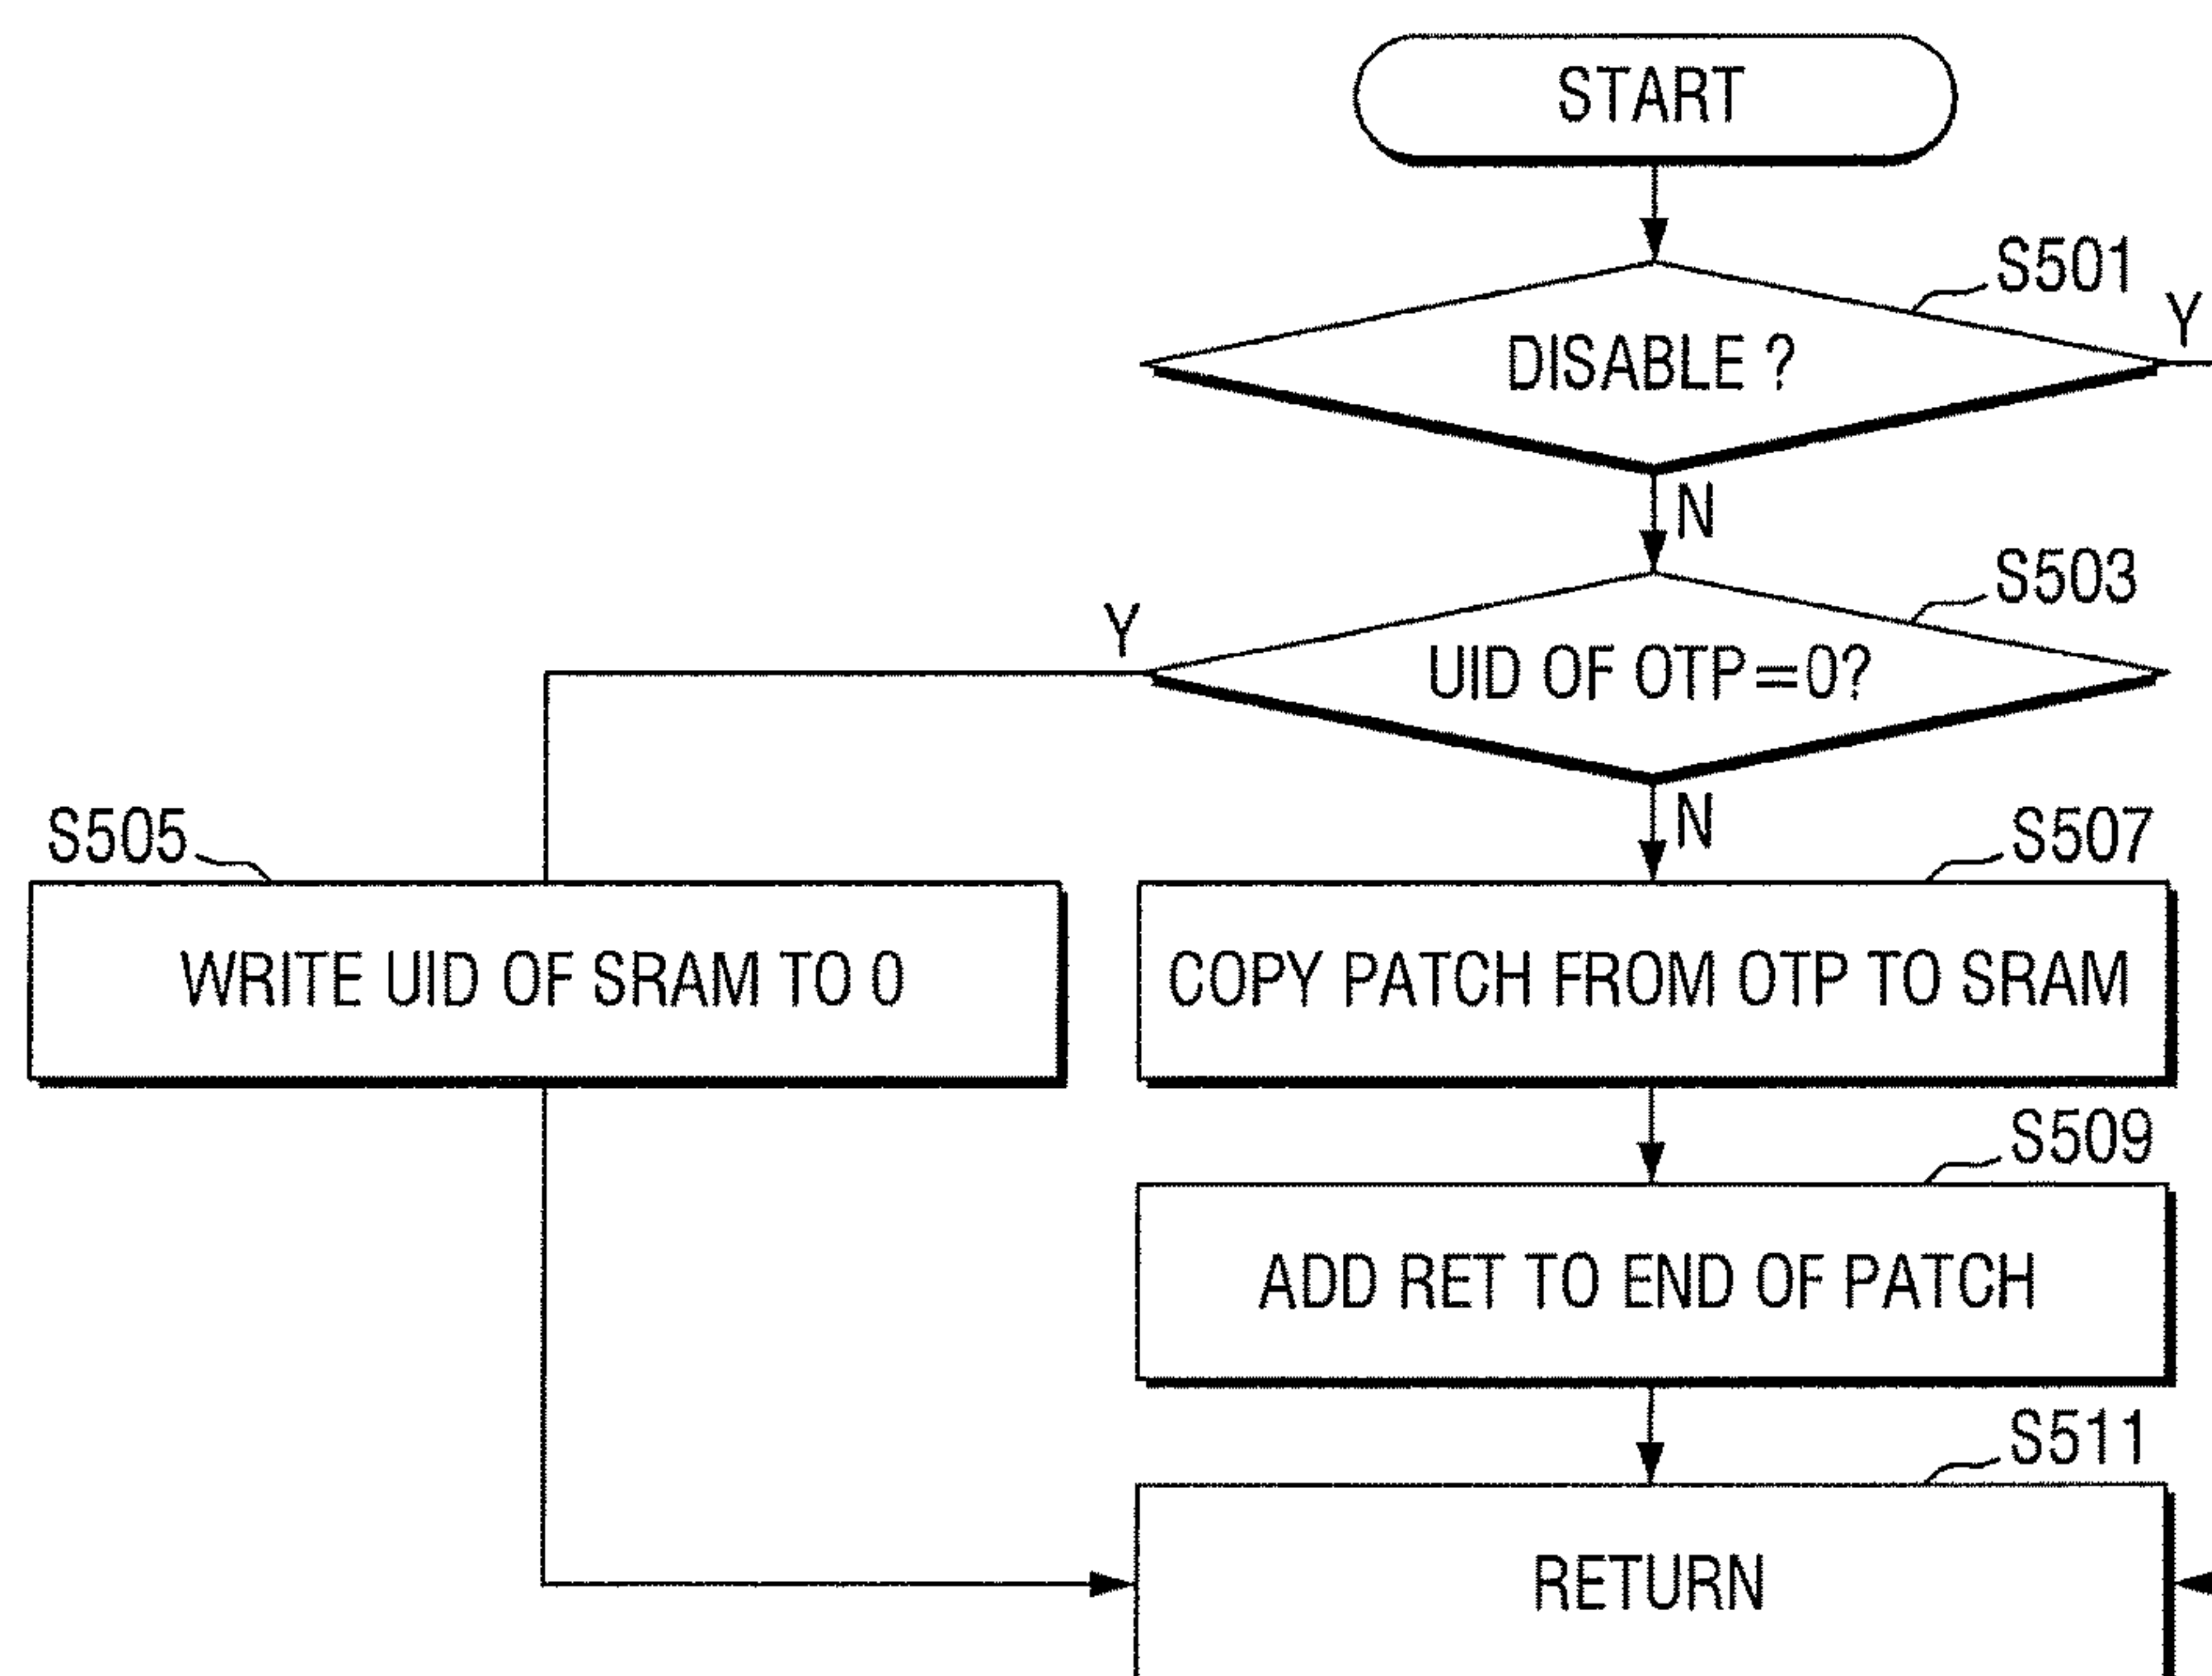 START
S501
DISABLE ?
Y
N
S503
Y
UID OF OTP=0?
N
S505
S507
WRITE UID OF SRAM TO 0
COPY PATCH FROM OTP TO SRAM
S509
ADD RET TO END OF PATCH
S511
RETURN